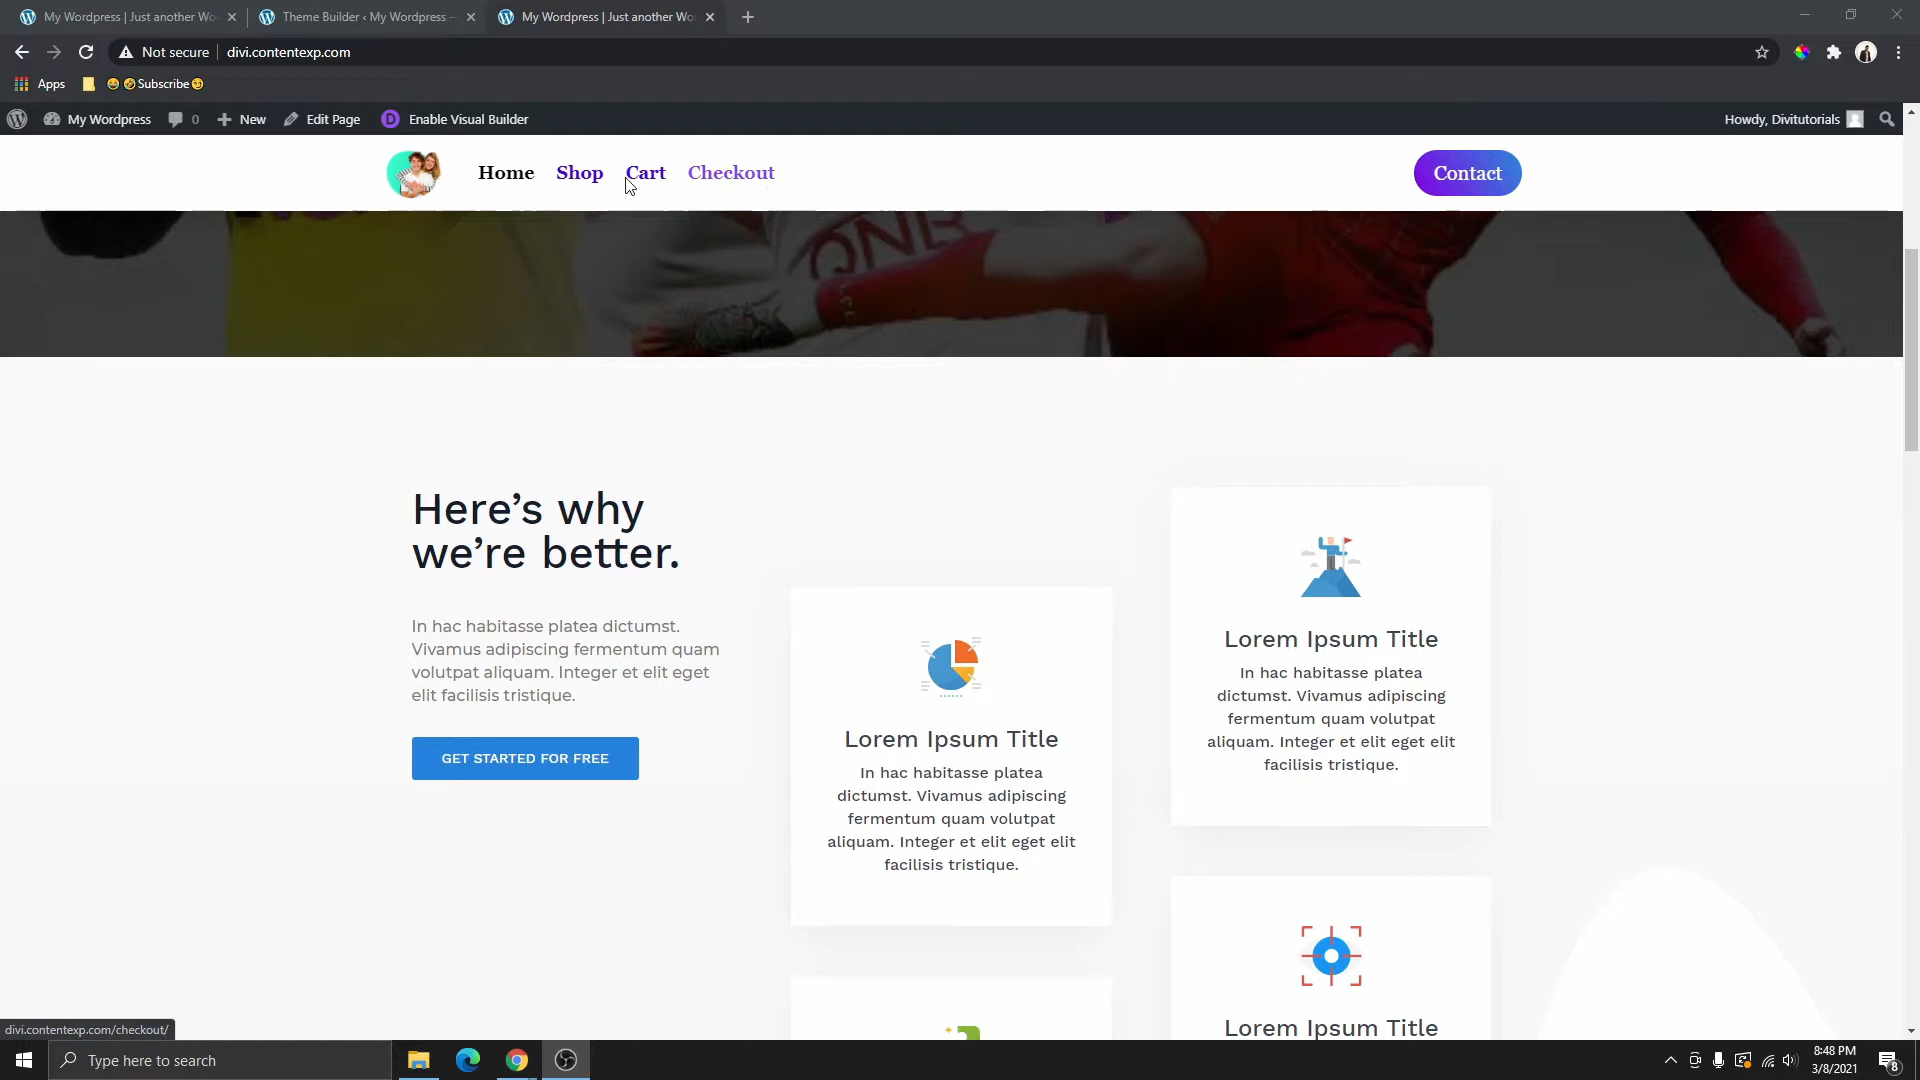 My Wordpress | Just another Wo
Theme Builder ‹ My Wordpress —
My Wordpress | Just another Wo
Not secure
divi.contentexp.com
Apps
😂🤣Subscribe😏
My Wordpress
0
New
Edit Page
D
Enable Visual Builder
Howdy, Divitutorials
Home
Shop
Cart
Checkout
Contact
QNB
Here’s why
we’re better.
In hac habitasse platea dictumst.
Vivamus adipiscing fermentum quam
volutpat aliquam. Integer et elit eget
elit facilisis tristique.
GET STARTED FOR FREE
Lorem Ipsum Title
In hac habitasse platea
dictumst. Vivamus adipiscing
fermentum quam volutpat
aliquam. Integer et elit eget elit
facilisis tristique.
Lorem Ipsum Title
In hac habitasse platea
dictumst. Vivamus adipiscing
fermentum quam volutpat
aliquam. Integer et elit eget elit
facilisis tristique.
Lorem Ipsum Title
divi.contentexp.com/checkout/
Type here to search
8:48 PM
3/8/2021
8